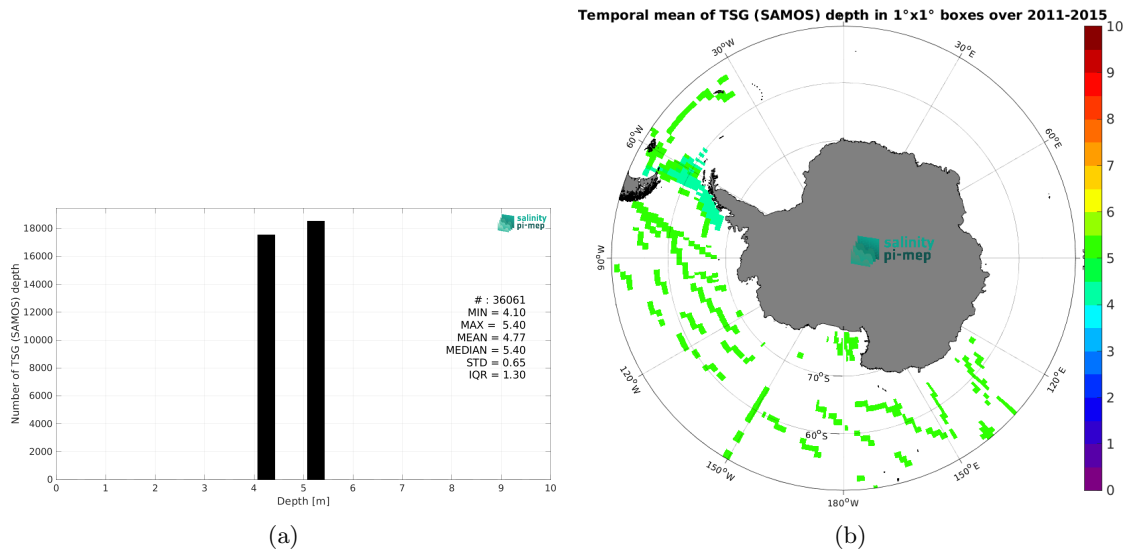 Temporal mean of TSG (SAMOS) depth in 1°x1° boxes over 2011-2015
Number of TSG (SAMOS) depth
18000
16000
14000
12000
10000
8000
6000
4000
2000
0
0 1 2 3 4 5 6 7 8 9 10
Depth [m]
salinity
pi-mep
# : 36061
MIN = 4.10
MAX = 5.40
MEAN = 4.77
MEDIAN = 5.40
STD = 0.65
IQR = 1.30
(a)
30°W
30°E
60°W
60°E
90°W
120°W
120°E
150°W
150°E
180°W
70°S
60°S
salinity
pi-mep
10
9
8
7
6
5
4
3
2
1
0
(b)